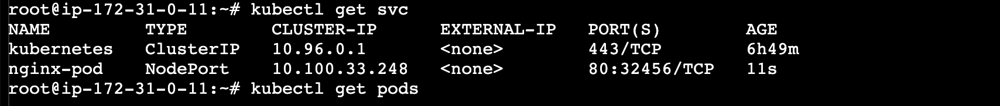 root@ip-172-31-0-11:~# kubectl get svc
NAME TYPE CLUSTER-IP EXTERNAL-IP PORT(S) AGE
kubernetes ClusterIP 10.96.0.1 <none> 443/TCP 6h49m
nginx-pod NodePort 10.100.33.248 <none> 80:32456/TCP 11s
root@ip-172-31-0-11:~# kubectl get pods